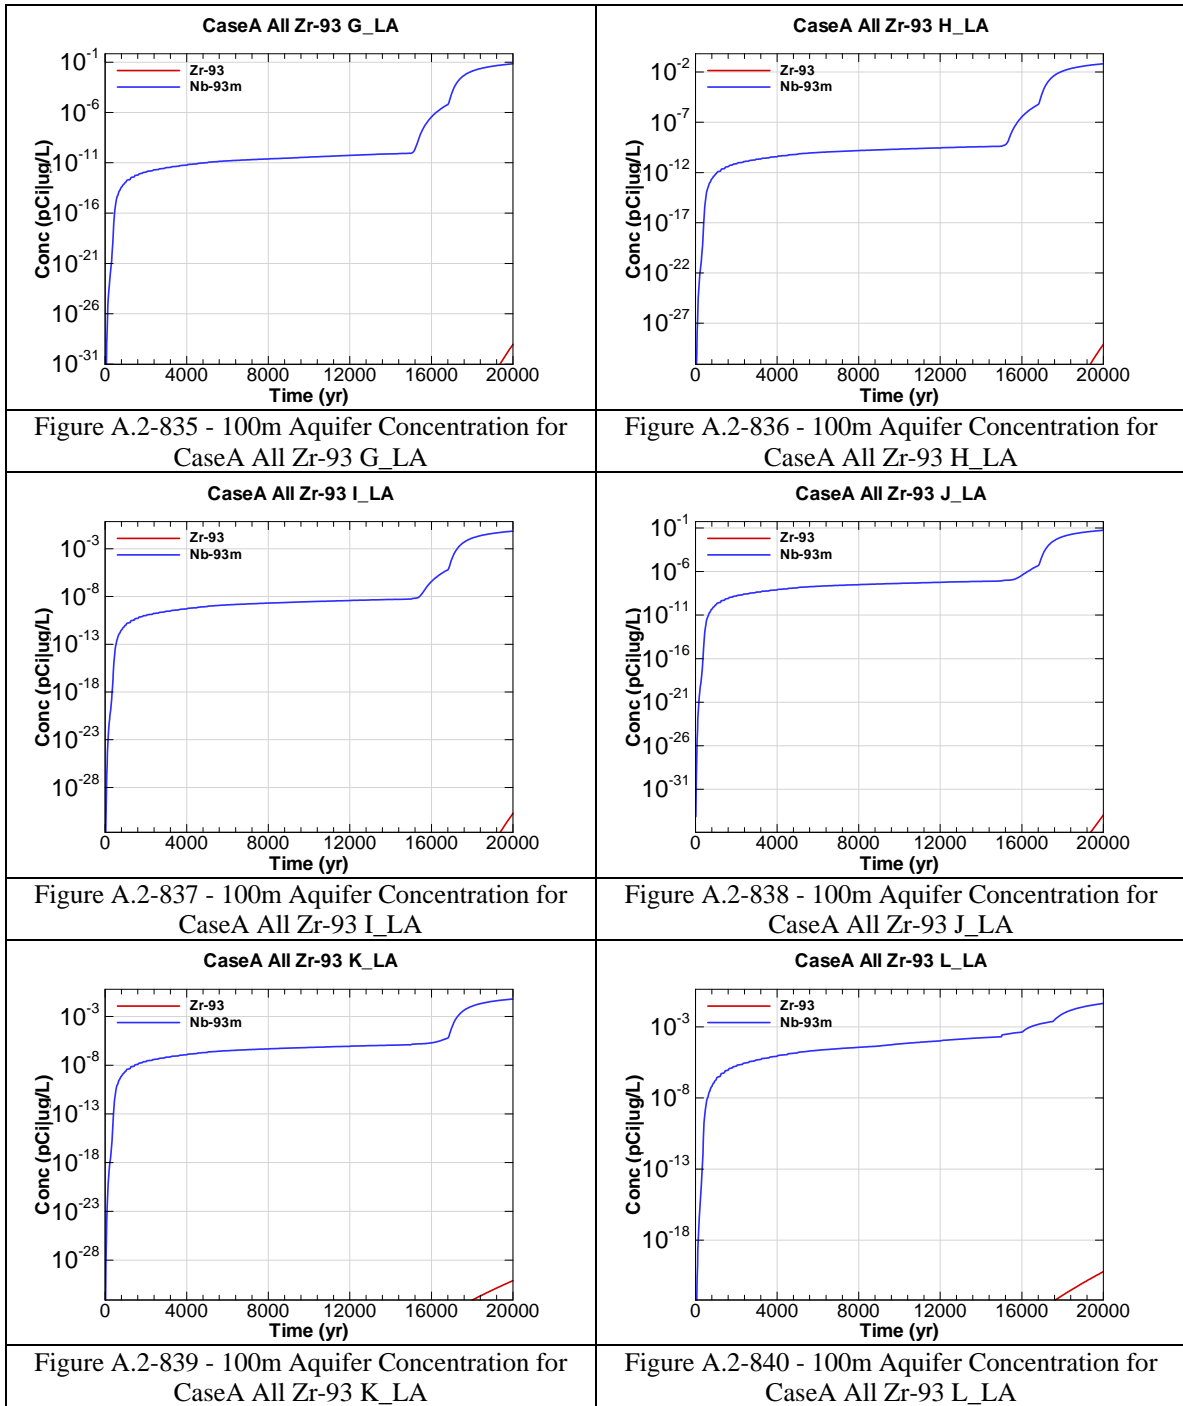 CaseA All Zr-93 G_LA
Zr-93
Nb-93m
Conc (pCi|ug/L)
10-1
10-6
10-11
10-16
10-21
10-26
10-31
0 4000 8000 12000 16000 20000
Time (yr)
Figure A.2-835 - 100m Aquifer Concentration for
CaseA All Zr-93 G_LA
CaseA All Zr-93 H_LA
Zr-93
Nb-93m
Conc (pCi|ug/L)
10-2
10-7
10-12
10-17
10-22
10-27
0 4000 8000 12000 16000 20000
Time (yr)
Figure A.2-836 - 100m Aquifer Concentration for
CaseA All Zr-93 H_LA
CaseA All Zr-93 I_LA
Zr-93
Nb-93m
Conc (pCi|ug/L)
10-3
10-8
10-13
10-18
10-23
10-28
0 4000 8000 12000 16000 20000
Time (yr)
Figure A.2-837 - 100m Aquifer Concentration for
CaseA All Zr-93 I_LA
CaseA All Zr-93 J_LA
Zr-93
Nb-93m
Conc (pCi|ug/L)
10-1
10-6
10-11
10-16
10-21
10-26
10-31
0 4000 8000 12000 16000 20000
Time (yr)
Figure A.2-838 - 100m Aquifer Concentration for
CaseA All Zr-93 J_LA
CaseA All Zr-93 K_LA
Zr-93
Nb-93m
Conc (pCi|ug/L)
10-3
10-8
10-13
10-18
10-23
10-28
0 4000 8000 12000 16000 20000
Time (yr)
Figure A.2-839 - 100m Aquifer Concentration for
CaseA All Zr-93 K_LA
CaseA All Zr-93 L_LA
Zr-93
Nb-93m
Conc (pCi|ug/L)
10-3
10-8
10-13
10-18
0 4000 8000 12000 16000 20000
Time (yr)
Figure A.2-840 - 100m Aquifer Concentration for
CaseA All Zr-93 L_LA